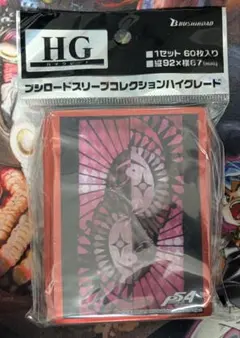 HG
ハイグレード
BUSHIROAD
■1セット 60枚入り
■縦92×横67(mm)
ブシロードスリーブコレクションハイグレード
P4